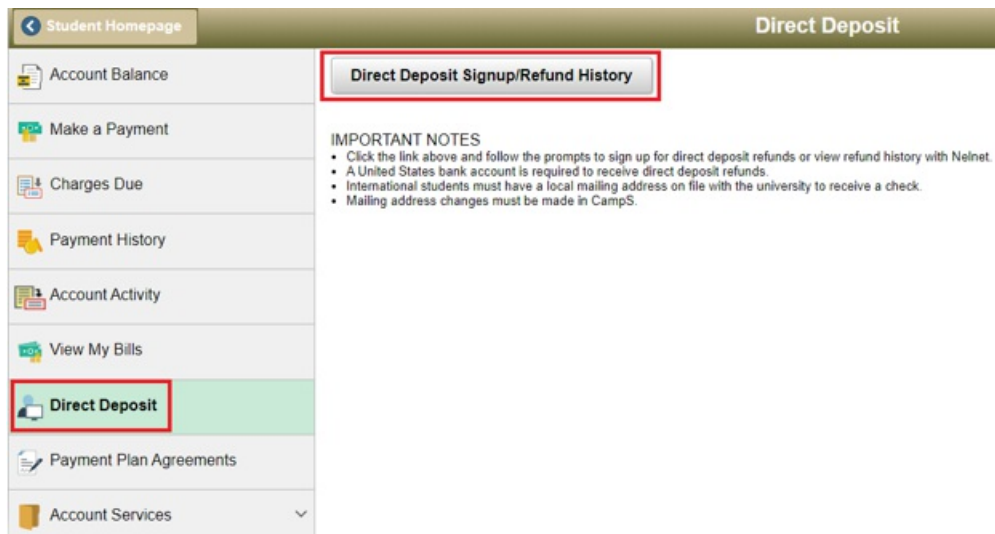 Student Homepage
Direct Deposit
Account Balance
Make a Payment
Charges Due
Payment History
Account Activity
View My Bills
Direct Deposit
Payment Plan Agreements
Account Services
Direct Deposit Signup/Refund History
IMPORTANT NOTES
• Click the link above and follow the prompts to sign up for direct deposit refunds or view refund history with Nelnet.
• A United States bank account is required to receive direct deposit refunds.
• International students must have a local mailing address on file with the university to receive a check.
• Mailing address changes must be made in CampS.